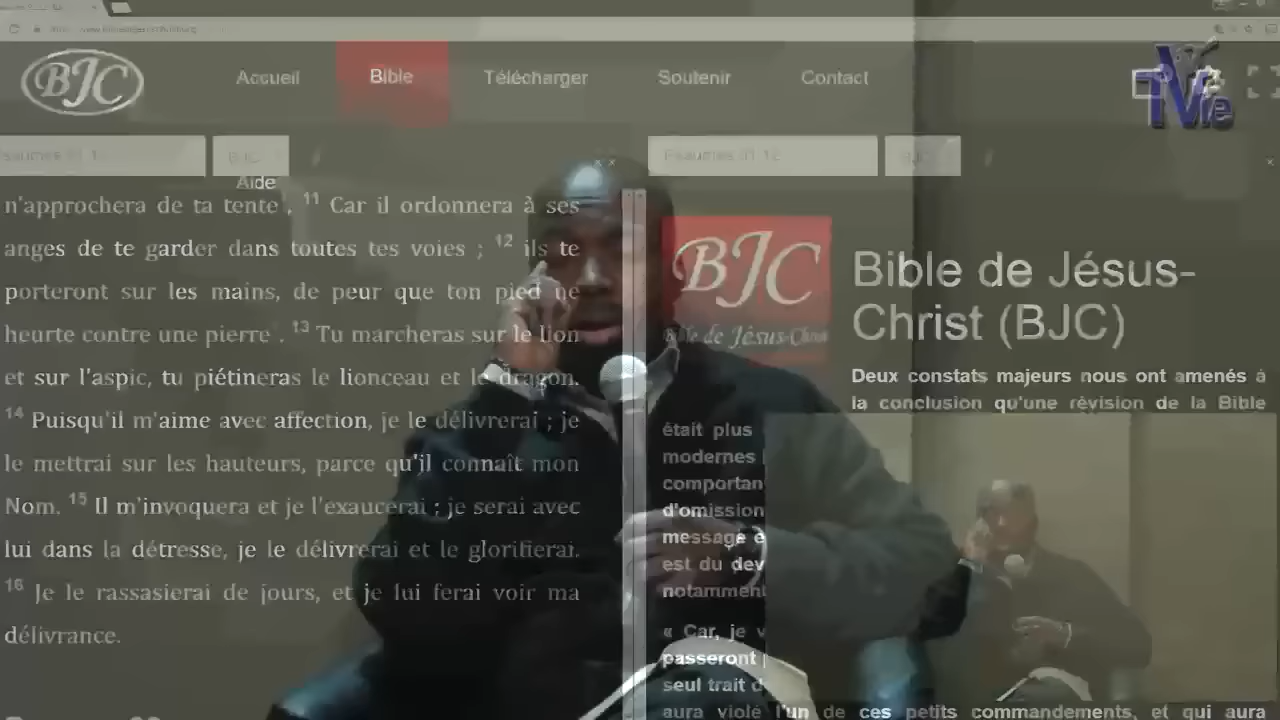 BJC
Accueil
Bible
Télécharger
Soutenir
Contact
TVie
Psaumes 91 12
BJC
Aide
n'approchera de ta tente . 11 Car il ordonnera à ses
anges de te garder dans toutes tes voies ; 12 ils te
porteront sur les mains, de peur que ton pied ne
heurte contre une pierre . 13 Tu marcheras sur le lion
et sur l'aspic, tu piétineras le lionceau et le dragon.
14 Puisqu'il m'aime avec affection, je le délivrerai ; je
le mettrai sur les hauteurs, parce qu'il connaît mon
Nom. 15 Il m'invoquera et je l'exaucerai ; je serai avec
lui dans la détresse, je le délivrerai et le glorifierai.
16 Je le rassasierai de jours, et je lui ferai voir ma
délivrance.
BJC
Bible de Jésus-Christ
Bible de Jésus-
Christ (BJC)
Deux constats majeurs nous ont amenés à
la conclusion qu'une révision de la Bible
était plus
modernes
comportan
d'omission
message e
est du dev
notamment
« Car, je v
passeront
seul trait d
aura violé l'un de ces petits commandements, et qui aura